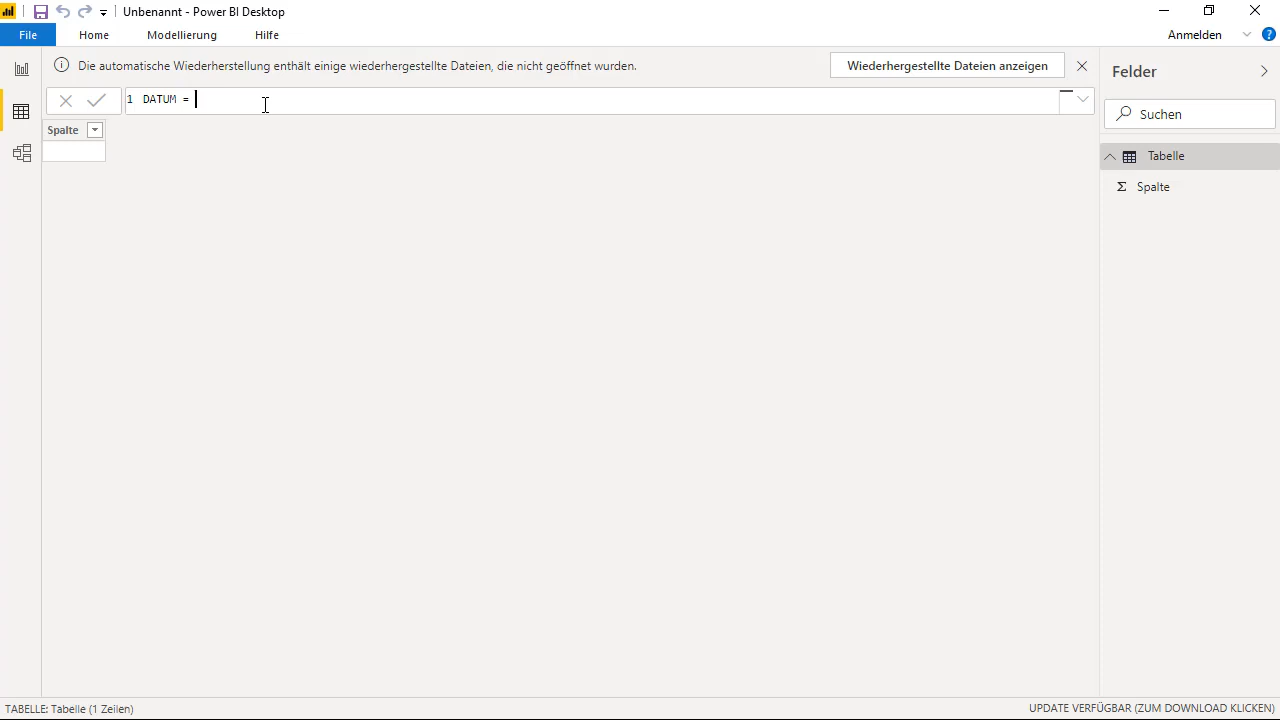 Unbenannt - Power BI Desktop
File Home Modellierung Hilfe Anmelden ?
Die automatische Wiederherstellung enthält einige wiederhergestellte Dateien, die nicht geöffnet wurden. Wiederhergestellte Dateien anzeigen
Felder
1 DATUM =
Suchen
Spalte
Tabelle
Σ Spalte
TABELLE: Tabelle (1 Zeilen)
UPDATE VERFÜGBAR (ZUM DOWNLOAD KLICKEN)